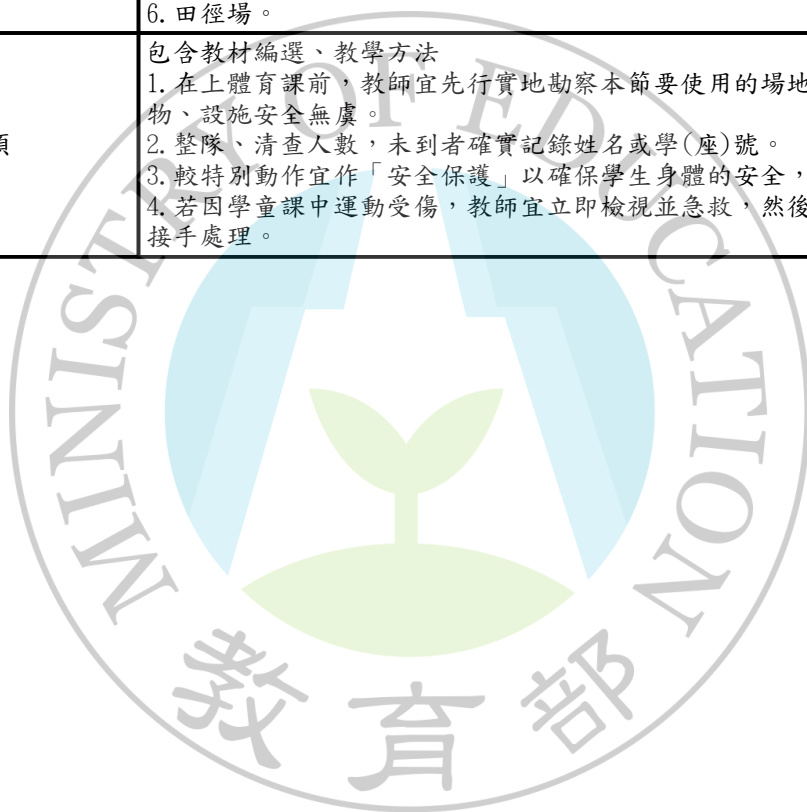 6.田徑場。
包含教材編選、教學方法
1.在上體育課前，教師宜先行實地勘察本節要使用的場地
物、設施安全無虞。
項
2.整隊、清查人數，未到者確實記錄姓名或學(座)號。
3.較特別動作宜作「安全保護」以確保學生身體的安全，
4.若因學童課中運動受傷，教師宜立即檢視並急救，然後
接手處理。
MINISTRY OF EDUCATION
教育部